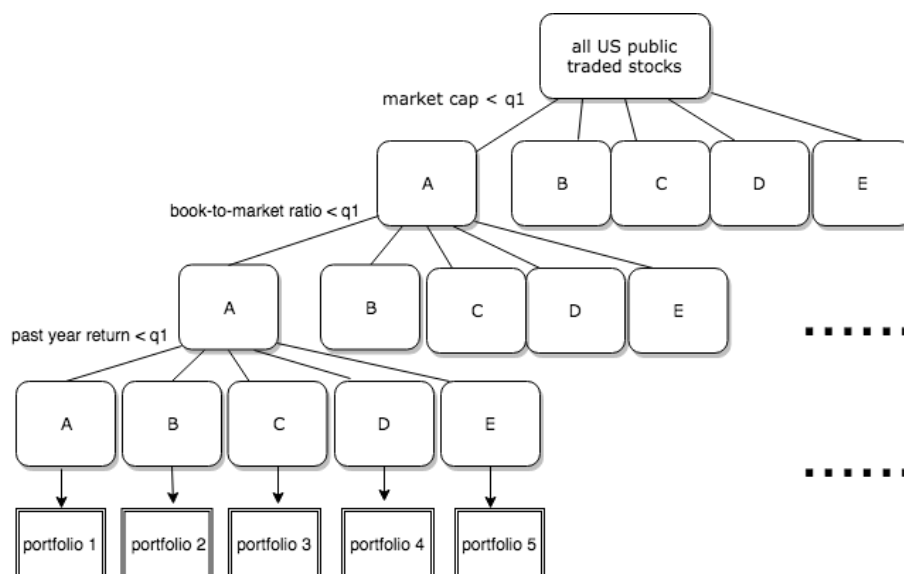 all US public
traded stocks
market cap < q1
A
B
C
D
E
book-to-market ratio < q1
A
B
C
D
E
past year return < q1
A
B
C
D
E
portfolio 1
portfolio 2
portfolio 3
portfolio 4
portfolio 5